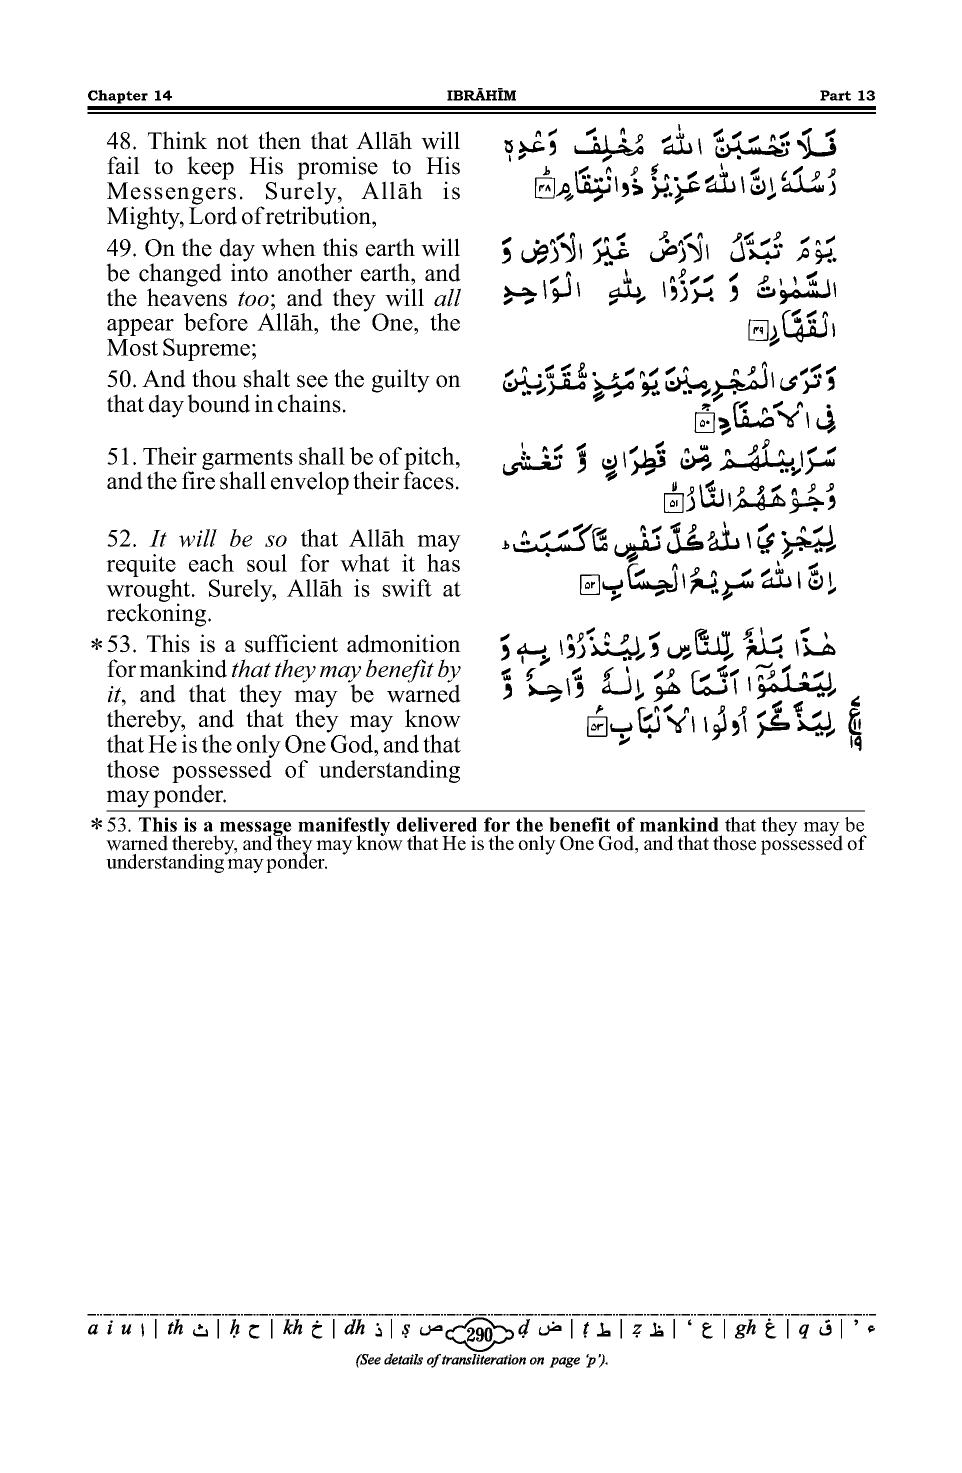 Chapter 14 IBRĀHĪM Part 13
48. Think not then that Allāh will
fail to keep His promise to His
Messengers. Surely, Allāh is
Mighty, Lord of retribution,
فَلَا تَحْسَبَنَّ اللّٰهَ مُخْلِفَ وَعْدِهٖ
رُسُلَهٗ ؕ اِنَّ اللّٰهَ عَزِيْزٌ ذُو انْتِقَامٍ ﴿۴۸﴾
49. On the day when this earth will
be changed into another earth, and
the heavens too; and they will all
appear before Allāh, the One, the
Most Supreme;
يَوْمَ تُبَدَّلُ الْاَرْضُ غَيْرَ الْاَرْضِ وَ
السَّمٰوٰتُ وَ بَرَزُوْا لِلّٰهِ الْوَاحِدِ
الْقَهَّارِ ﴿۴۹﴾
50. And thou shalt see the guilty on
that day bound in chains.
وَ تَرَى الْمُجْرِمِيْنَ يَوْمَئِذٍ مُّقَرَّنِيْنَ
فِي الْاَصْفَادِ ﴿۵۰﴾
51. Their garments shall be of pitch,
and the fire shall envelop their faces.
سَرَابِيْلُهُمْ مِّنْ قَطِرَانٍ وَّ تَغْشٰى
وُجُوْهَهُمُ النَّارُ ﴿۵۱﴾
52. It will be so that Allāh may
requite each soul for what it has
wrought. Surely, Allāh is swift at
reckoning.
لِيَجْزِيَ اللّٰهُ كُلَّ نَفْسٍ مَّا كَسَبَتْ ؕ
اِنَّ اللّٰهَ سَرِيْعُ الْحِسَابِ ﴿۵۲﴾
*53. This is a sufficient admonition
for mankind that they may benefit by
it, and that they may be warned
thereby, and that they may know
that He is the only One God, and that
those possessed of understanding
may ponder.
هٰذَا بَلٰغٌ لِّلنَّاسِ وَ لِيُنْذَرُوْا بِهٖ وَ
لِيَعْلَمُوْۤا اَنَّمَا هُوَ اِلٰهٌ وَّاحِدٌ وَّ
لِيَذَّكَّرَ اُولُوا الْاَلْبَابِ ﴿۵۳﴾
*53. This is a message manifestly delivered for the benefit of mankind that they may be
warned thereby, and they may know that He is the only One God, and that those possessed of
understanding may ponder.
a i u ا | th ث | ḥ ح | kh خ | dh ذ | ṣ ص 290 ḍ ض | ṭ ط | ẓ ظ | ‘ ع | gh غ | q ق | ’ ء
(See details of transliteration on page ‘p’).